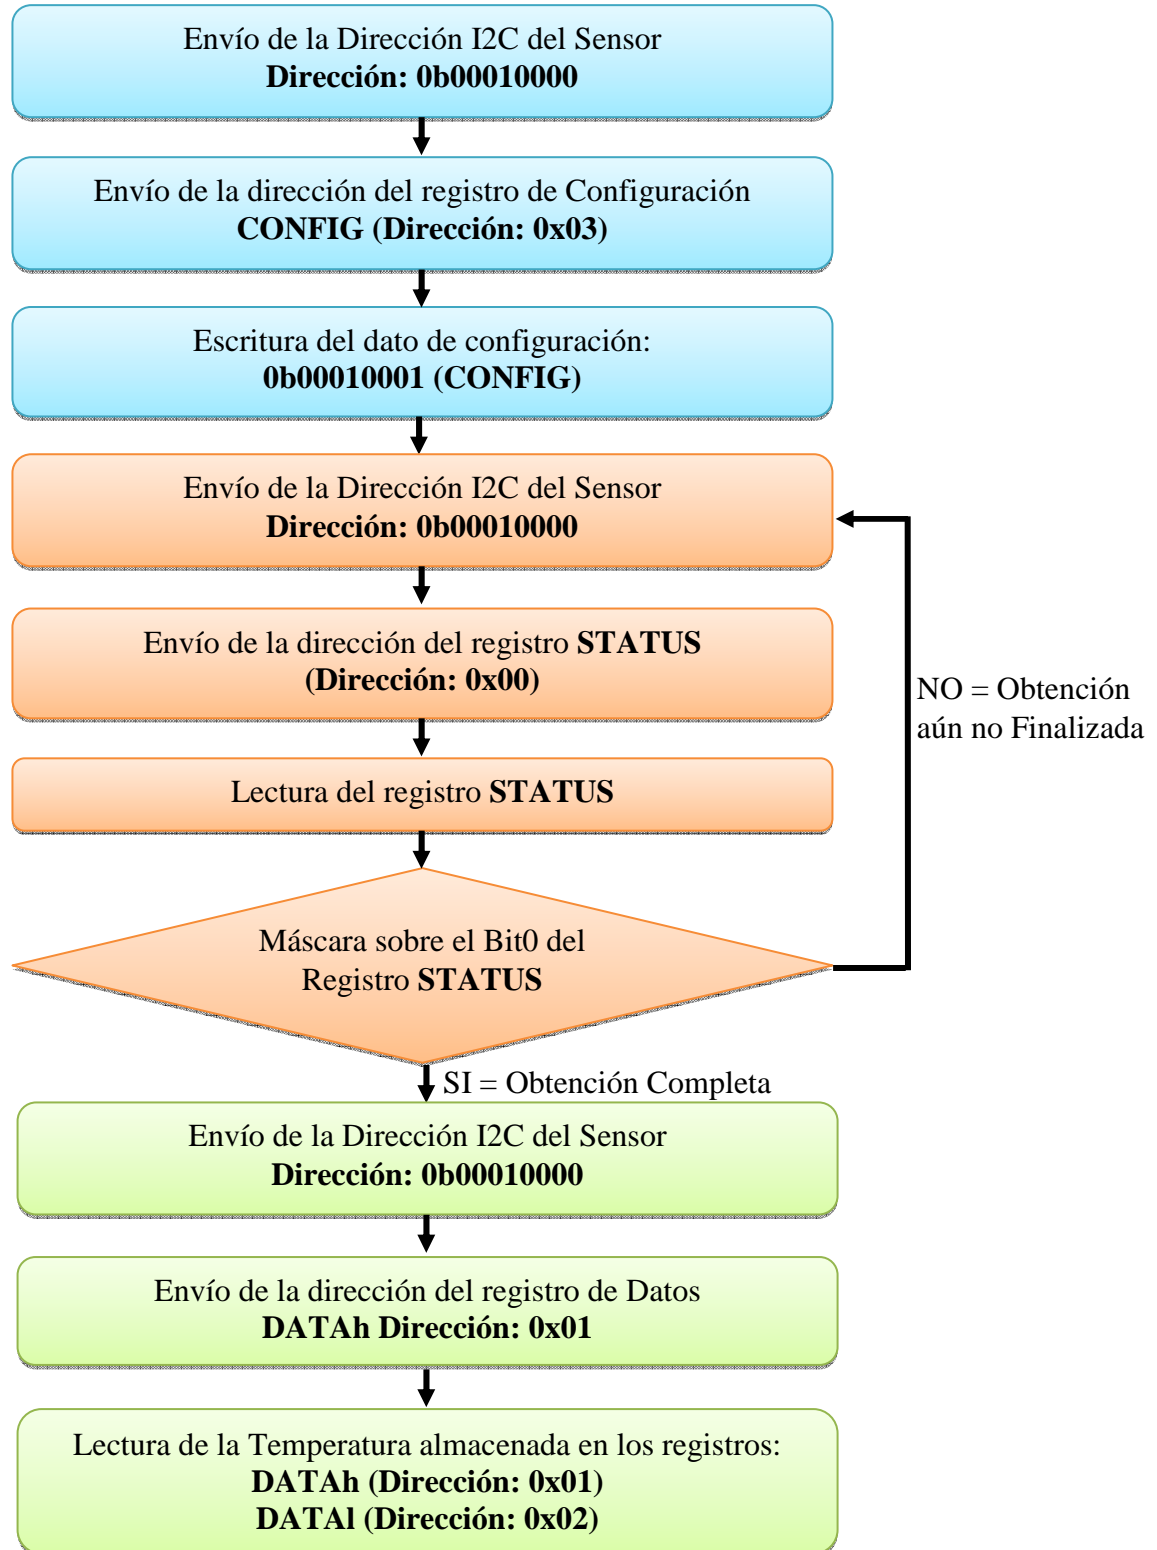 Envío de la Dirección I2C del Sensor
Dirección: 0b00010000
Envío de la dirección del registro de Configuración
CONFIG (Dirección: 0x03)
Escritura del dato de configuración:
0b00010001 (CONFIG)
Envío de la Dirección I2C del Sensor
Dirección: 0b00010000
Envío de la dirección del registro STATUS
(Dirección: 0x00)
NO = Obtención
aún no Finalizada
Lectura del registro STATUS
Máscara sobre el Bit0 del
Registro STATUS
SI = Obtención Completa
Envío de la Dirección I2C del Sensor
Dirección: 0b00010000
Envío de la dirección del registro de Datos
DATAh Dirección: 0x01
Lectura de la Temperatura almacenada en los registros:
DATAh (Dirección: 0x01)
DATAl (Dirección: 0x02)